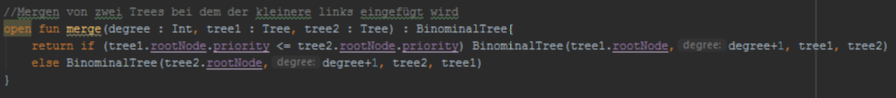 //Mergen von zwei Trees bei dem der kleinere links eingefügt wird
open fun merge(degree : Int, tree1 : Tree, tree2 : Tree) : BinominalTree{
return if (tree1.rootNode.priority <= tree2.rootNode.priority) BinominalTree(tree1.rootNode, degree: degree+1, tree1, tree2)
else BinominalTree(tree2.rootNode, degree: degree+1, tree2, tree1)
}